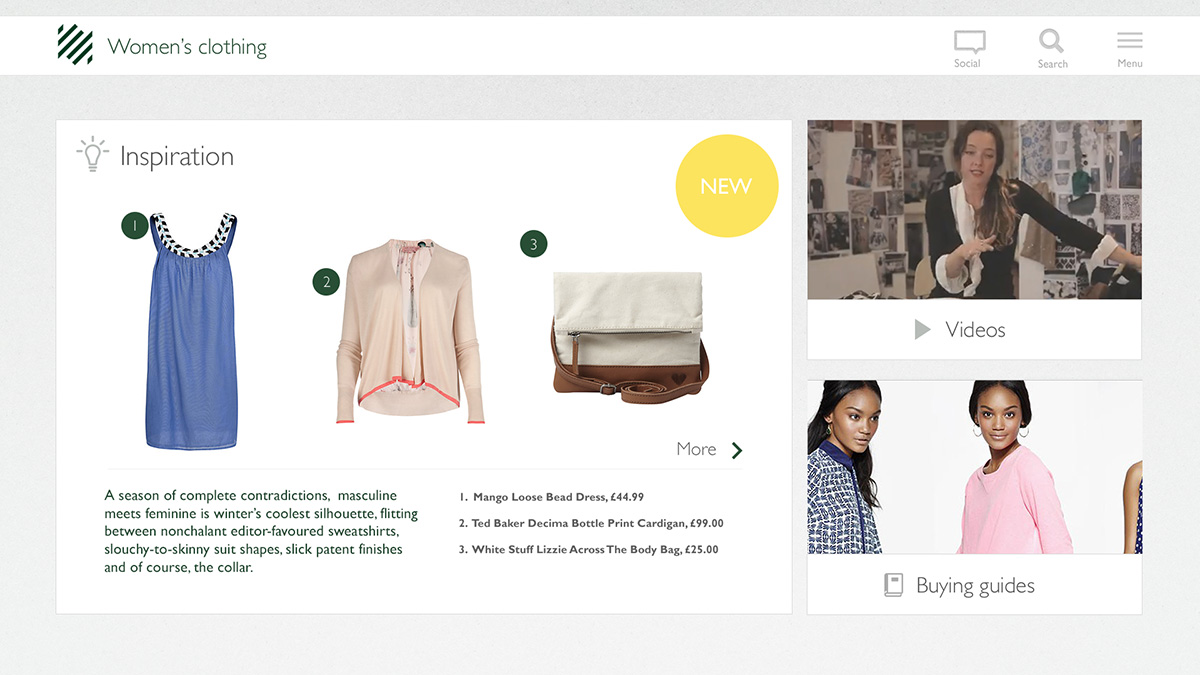 Women's clothing
Social
Search
Menu
Inspiration
NEW
1
2
3
More
A season of complete contradictions, masculine
meets feminine is winter's coolest silhouette, flitting
between nonchalant editor-favoured sweatshirts,
slouchy-to-skinny suit shapes, slick patent finishes
and of course, the collar.
1. Mango Loose Bead Dress, £44.99
2. Ted Baker Decima Bottle Print Cardigan, £99.00
3. White Stuff Lizzie Across The Body Bag, £25.00
Videos
Buying guides